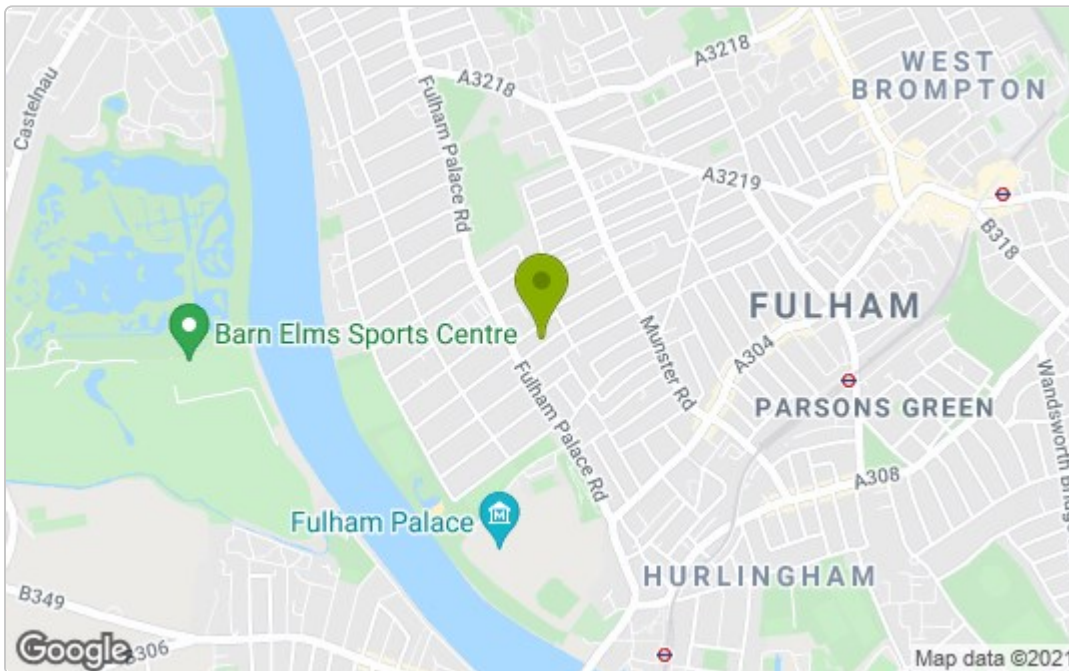 Castelnau
A3218
A3218
WEST
BROMPTON
Fulham Palace Rd
A3219
B318
Barn Elms Sports Centre
Munster Rd
FULHAM
A304
Fulham Palace Rd
PARSONS GREEN
Wandsworth Bridge
A308
Fulham Palace
HURLINGHAM
B349
B306
Google
Map data ©2021